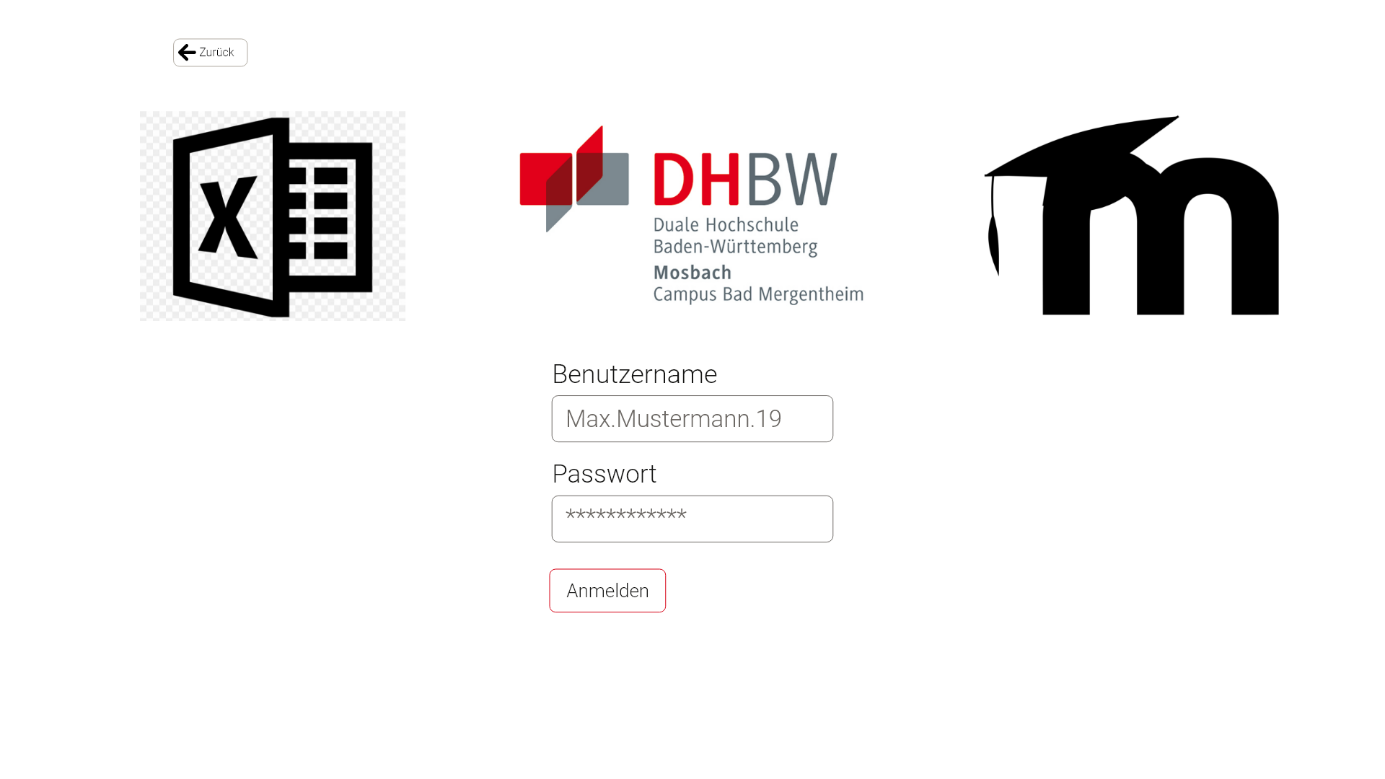 Zurück
X
DHBW
Duale Hochschule
Baden-Württemberg
Mosbach
Campus Bad Mergentheim
m
Benutzername
Max.Mustermann.19
Passwort
************
Anmelden